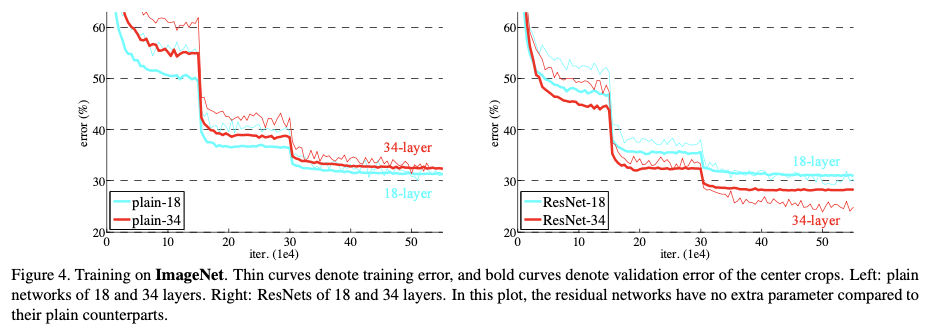 60
50
40
30
20
error (%)
0
10
20
30
40
50
iter. (1e4)
34-layer
18-layer
plain-18
plain-34
60
50
40
30
20
error (%)
0
10
20
30
40
50
iter. (1e4)
18-layer
34-layer
ResNet-18
ResNet-34
Figure 4. Training on ImageNet. Thin curves denote training error, and bold curves denote validation error of the center crops. Left: plain
networks of 18 and 34 layers. Right: ResNets of 18 and 34 layers. In this plot, the residual networks have no extra parameter compared to
their plain counterparts.